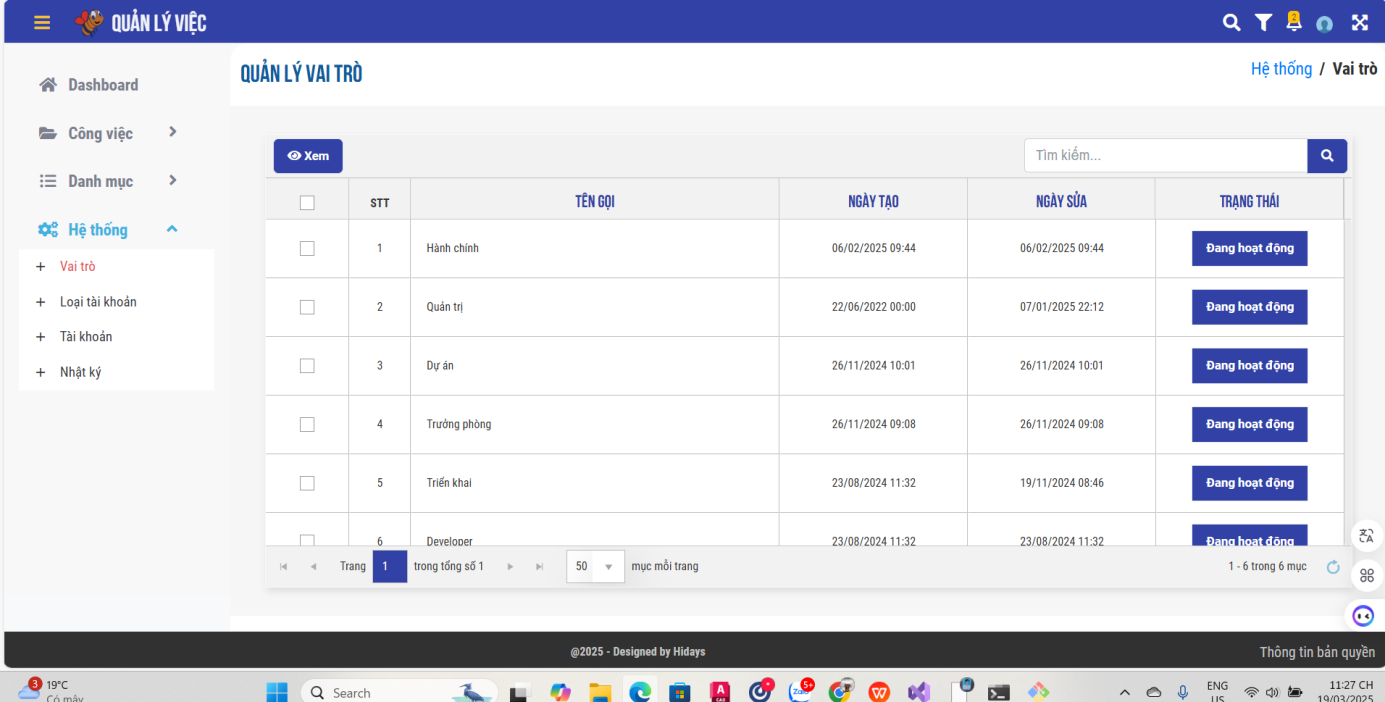 QUẢN LÝ VIỆC
2
Dashboard
Công việc
Danh mục
Hệ thống
Vai trò
Loại tài khoản
Tài khoản
Nhật ký
QUẢN LÝ VAI TRÒ
Hệ thống / Vai trò
Xem
Tìm kiếm...
STT TÊN GỌI NGÀY TẠO NGÀY SỬA TRẠNG THÁI
1 Hành chính 06/02/2025 09:44 06/02/2025 09:44 Đang hoạt động
2 Quản trị 22/06/2022 00:00 07/01/2025 22:12 Đang hoạt động
3 Dự án 26/11/2024 10:01 26/11/2024 10:01 Đang hoạt động
4 Trưởng phòng 26/11/2024 09:08 26/11/2024 09:08 Đang hoạt động
5 Triển khai 23/08/2024 11:32 19/11/2024 08:46 Đang hoạt động
6 Developer 23/08/2024 11:32 23/08/2024 11:32 Đang hoạt động
Trang 1 trong tổng số 1 50 mục mỗi trang 1 - 6 trong 6 mục
@2025 - Designed by Hidays
Thông tin bản quyền
3 19°C
Có mây
Search
5+
ENG
US
11:27 CH
19/03/2025